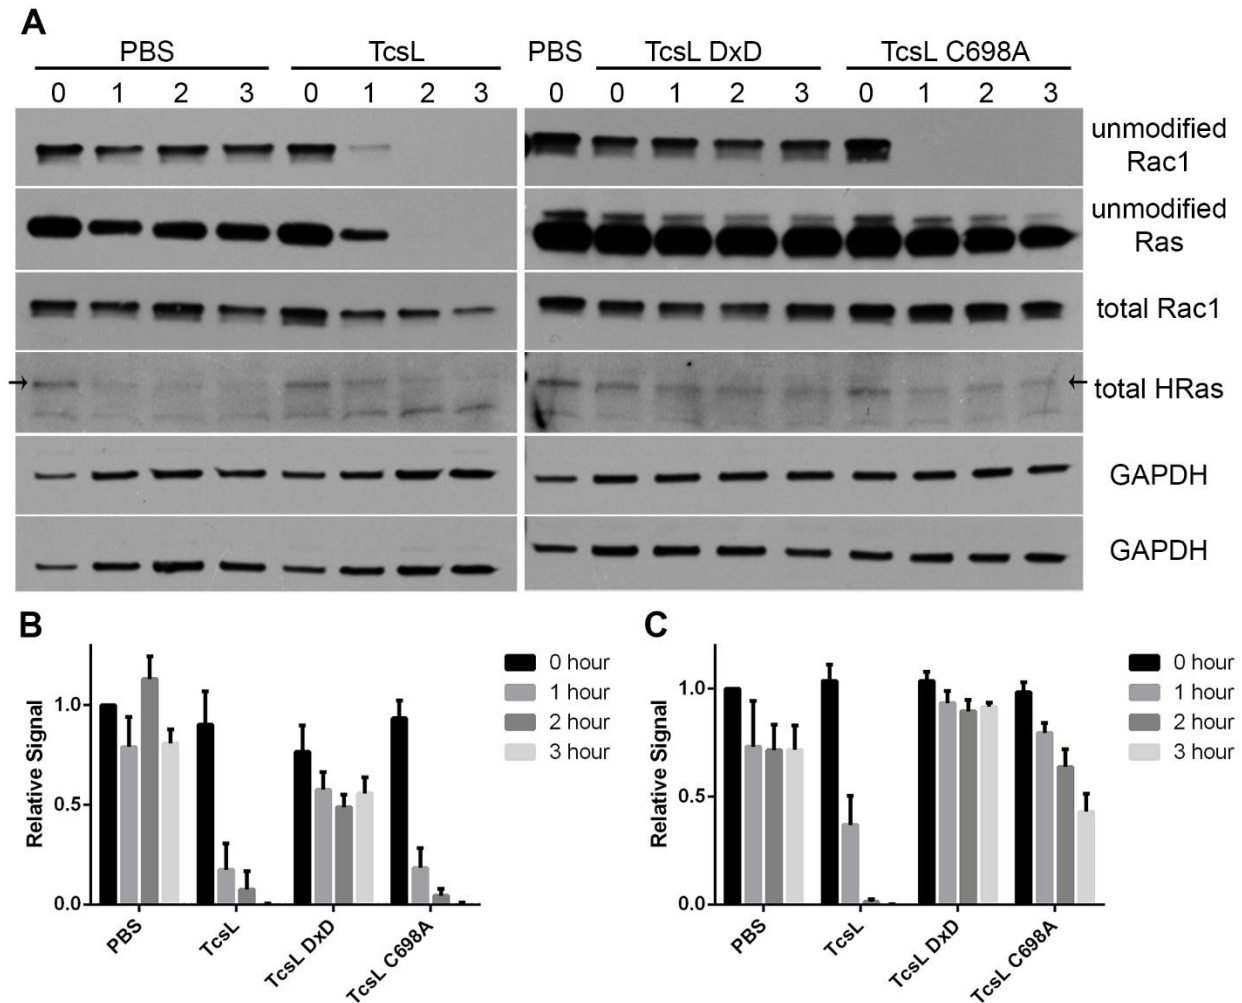 A
PBS TcsL PBS TcsL DxD TcsL C698A
0 1 2 3 0 1 2 3 0 0 1 2 3 0 1 2 3
unmodified
Rac1
unmodified
Ras
total Rac1
total HRas
GAPDH
GAPDH
B
Relative Signal
1.0
0.5
0.0
PBS
TcsL
TcsL DxD
TcsL C698A
0 hour
1 hour
2 hour
3 hour
C
Relative Signal
1.0
0.5
0.0
PBS
TcsL
TcsL DxD
TcsL C698A
0 hour
1 hour
2 hour
3 hour